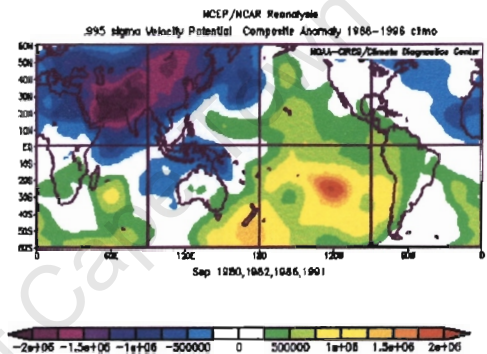 NCEP/NCAR Reanalysis
.995 sigma Velocity Potential Composite Anomaly 1968-1996 climo
NOAA-CIRES/Climate Diagnostics Center
60N
50N
40N
30N
20N
10N
EQ
10S
20S
30S
40S
50S
60S
0 60E 120E 180 120W 60W 0
Sep 1980,1982,1986,1991
-2e+06 -1.5e+06 -1e+06 -500000 0 500000 1e+06 1.5e+06 2e+06